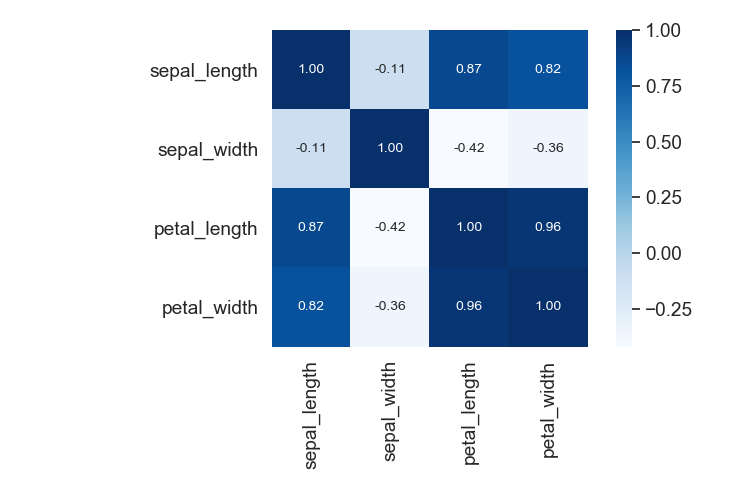 sepal_length 1.00 -0.11 0.87 0.82
sepal_width -0.11 1.00 -0.42 -0.36
petal_length 0.87 -0.42 1.00 0.96
petal_width 0.82 -0.36 0.96 1.00
sepal_length
sepal_width
petal_length
petal_width
1.00
0.75
0.50
0.25
0.00
−0.25